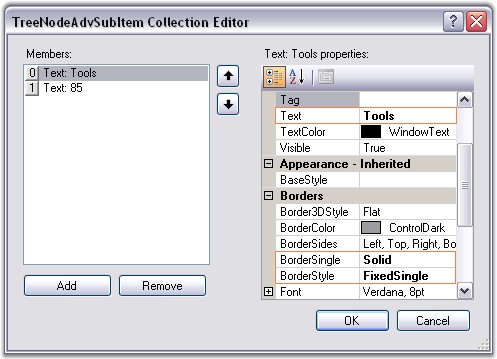 TreeNodeAdvSubItem Collection Editor
Members:
0 Text: Tools
1 Text: 85
Add
Remove
Text: Tools properties:
Tag
Text Tools
TextColor WindowText
Visible True
Appearance - Inherited
BaseStyle
Borders
Border3DStyle Flat
BorderColor ControlDark
BorderSides Left, Top, Right, Bo
BorderSingle Solid
BorderStyle FixedSingle
Font Verdana, 8pt
OK
Cancel